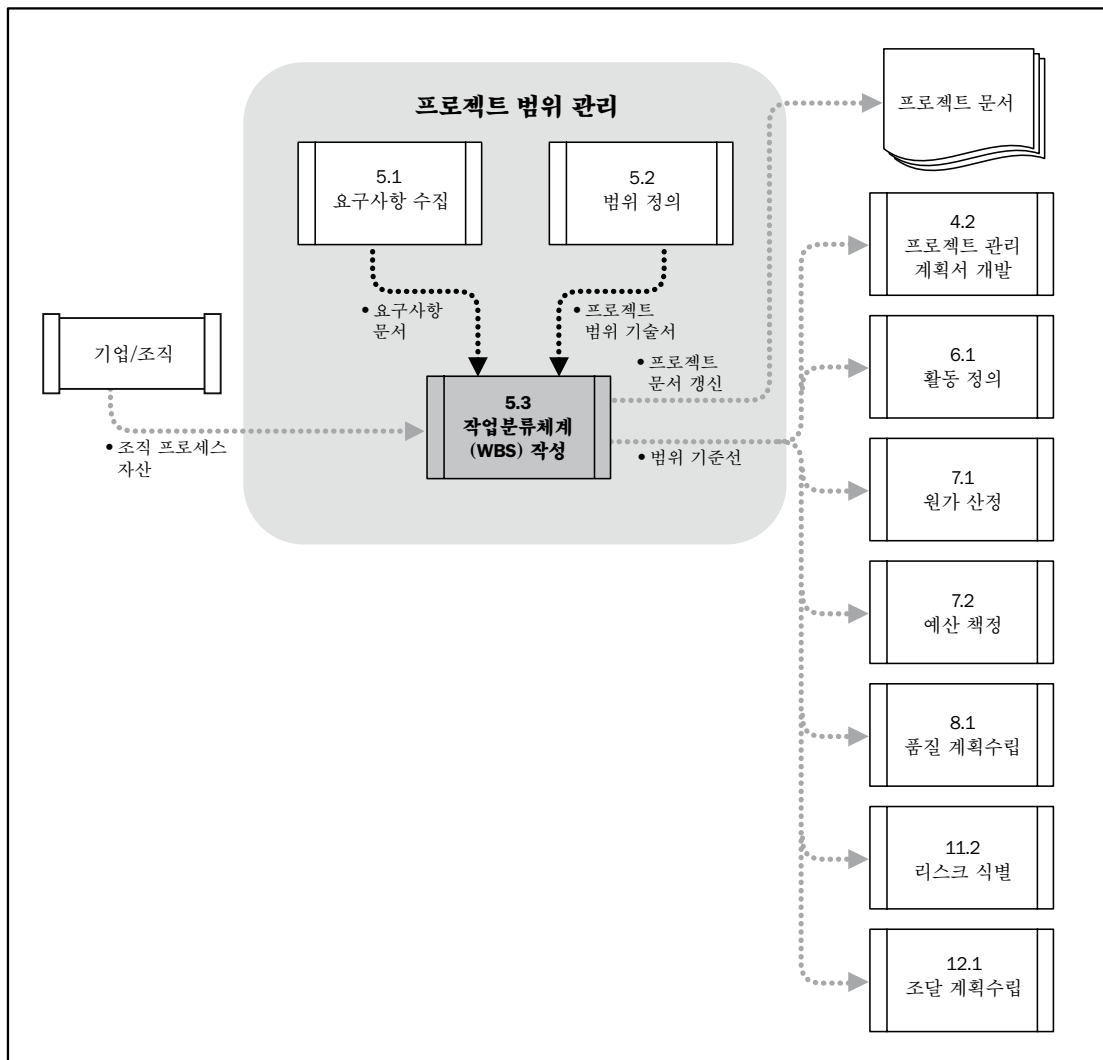 프로젝트 범위 관리
5.1
요구사항 수집
5.2
범위 정의
• 요구사항
문서
• 프로젝트
범위 기술서
기업/조직
• 조직 프로세스
자산
5.3
작업분류체계
(WBS) 작성
• 프로젝트
문서 갱신
• 범위 기준선
프로젝트 문서
4.2
프로젝트 관리
계획서 개발
6.1
활동 정의
7.1
원가 산정
7.2
예산 책정
8.1
품질 계획수립
11.2
리스크 식별
12.1
조달 계획수립